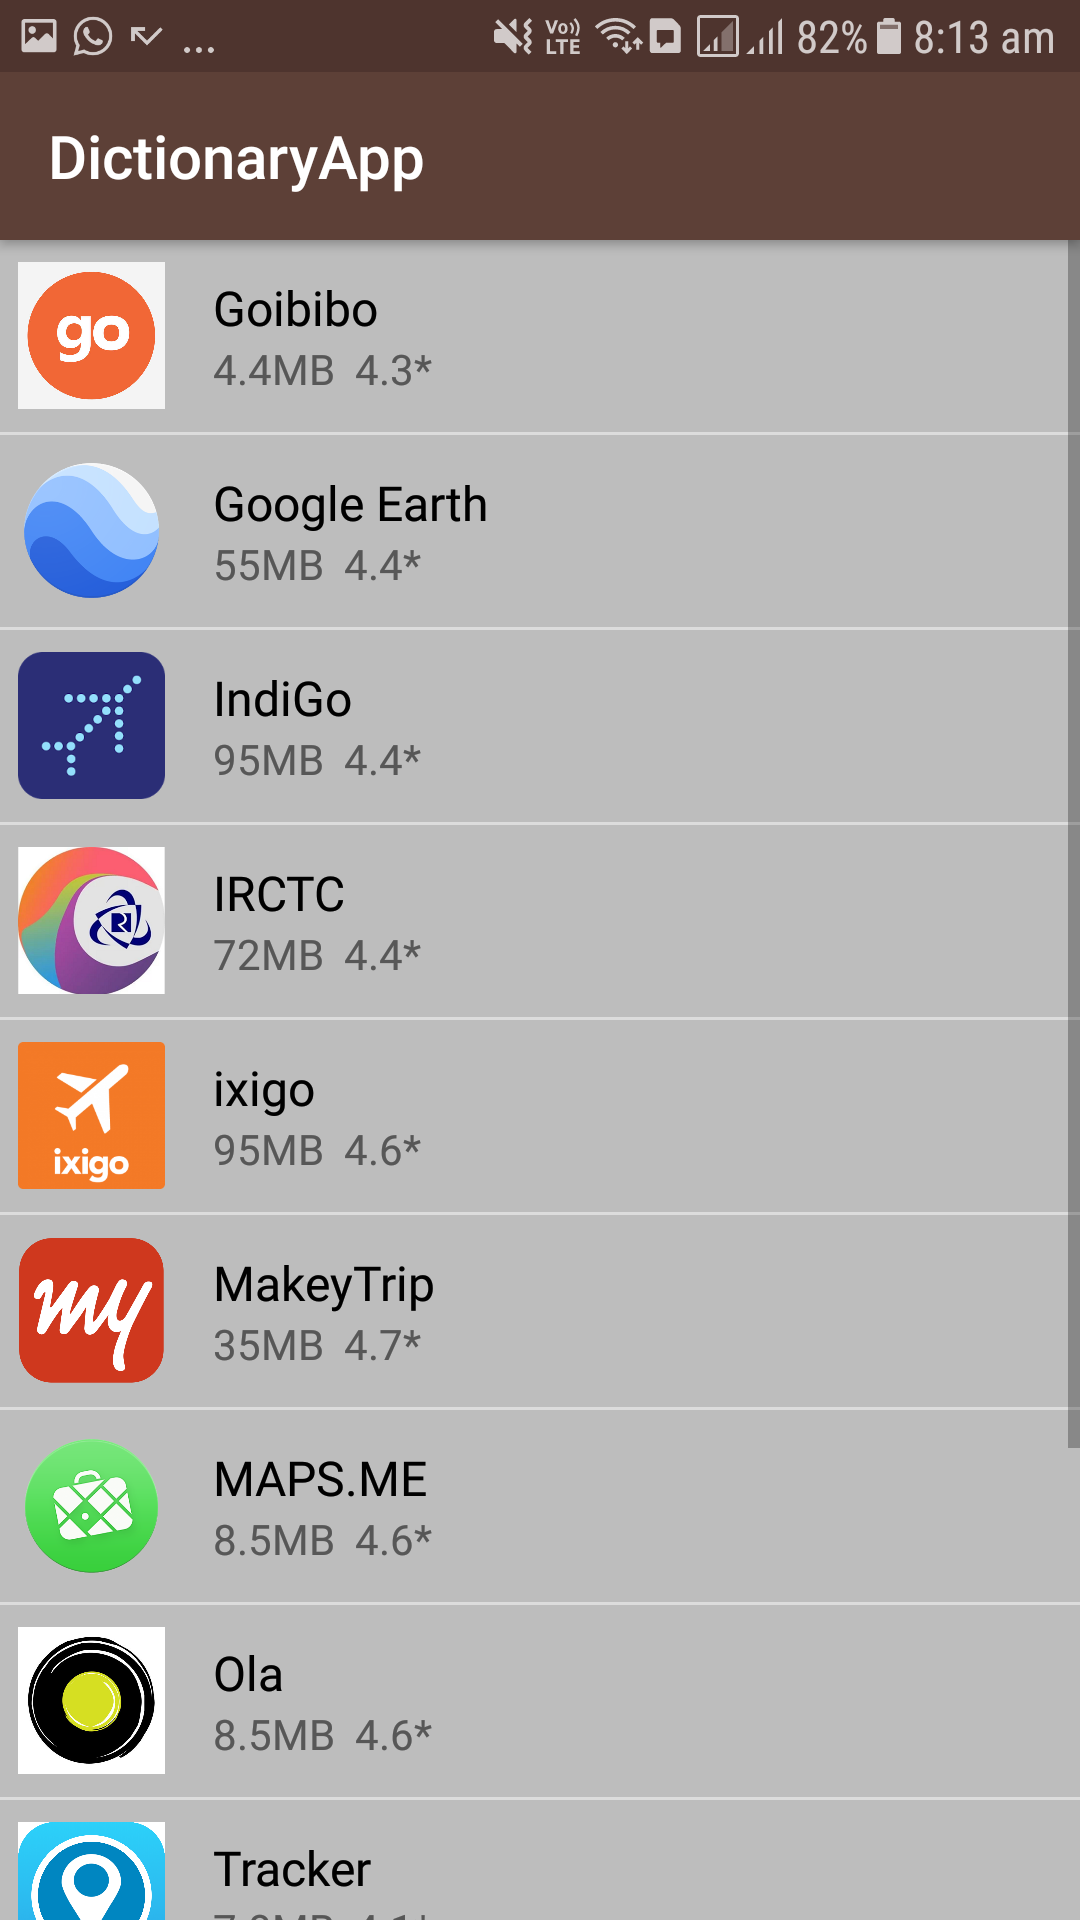 ... Vo)) LTE 82% 8:13 am
DictionaryApp
go
Goibibo
4.4MB 4.3*
Google Earth
55MB 4.4*
IndiGo
95MB 4.4*
IRCTC
72MB 4.4*
ixigo
ixigo
95MB 4.6*
my
MakeyTrip
35MB 4.7*
MAPS.ME
8.5MB 4.6*
Ola
8.5MB 4.6*
Tracker